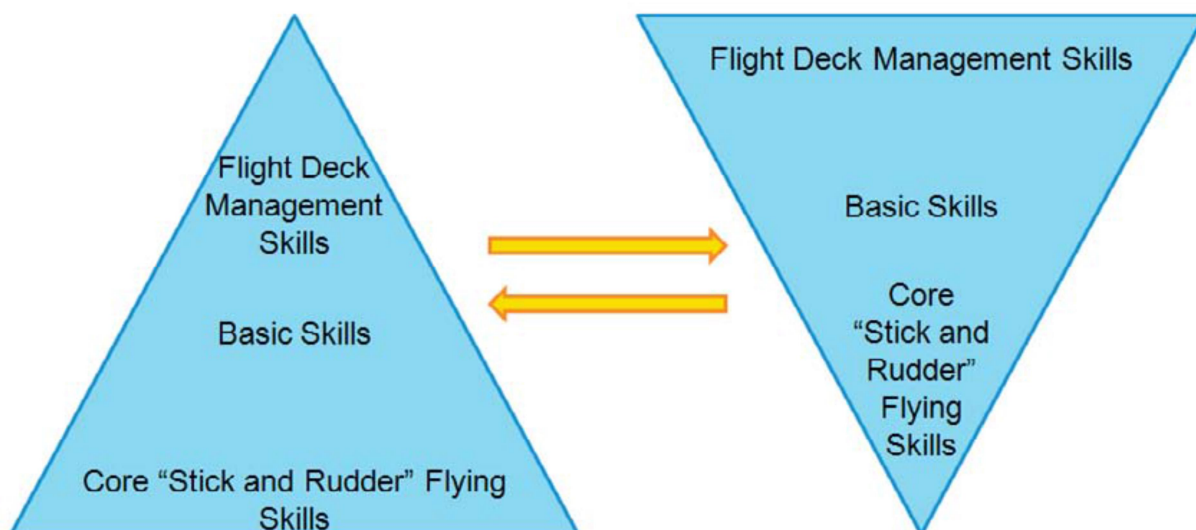 Flight Deck
Management
Skills
Basic Skills
Core “Stick and Rudder” Flying
Skills
Flight Deck Management Skills
Basic Skills
Core
“Stick and
Rudder”
Flying
Skills